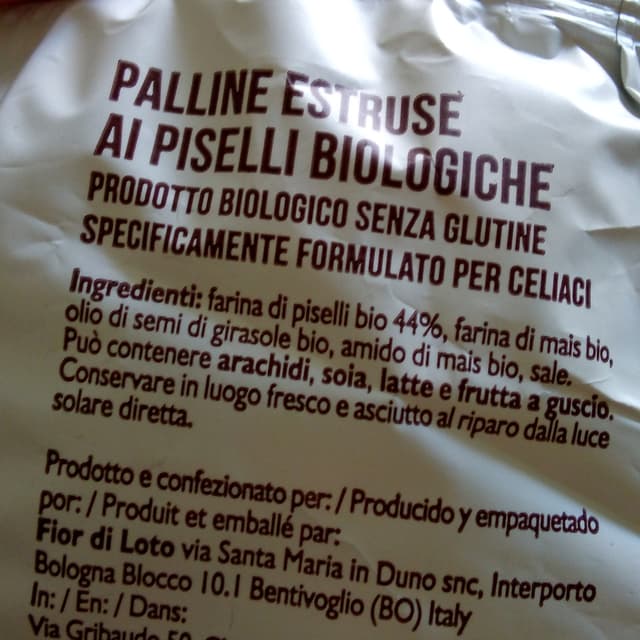 PALLINE ESTRUSE
AI PISELLI BIOLOGICHE
PRODOTTO BIOLOGICO SENZA GLUTINE
SPECIFICAMENTE FORMULATO PER CELIACI
Ingredienti: farina di piselli bio 44%, farina di mais bio,
olio di semi di girasole bio, amido di mais bio, sale.
Può contenere arachidi, soia, latte e frutta a guscio.
Conservare in luogo fresco e asciutto al riparo dalla luce
solare diretta.
Prodotto e confezionato per: / Producido y empaquetado
por: / Produit et emballé par:
Fior di Loto via Santa Maria in Duno snc, Interporto
Bologna Blocco 10.1 Bentivoglio (BO) Italy
In: / En: / Dans:
Via Gribaudo